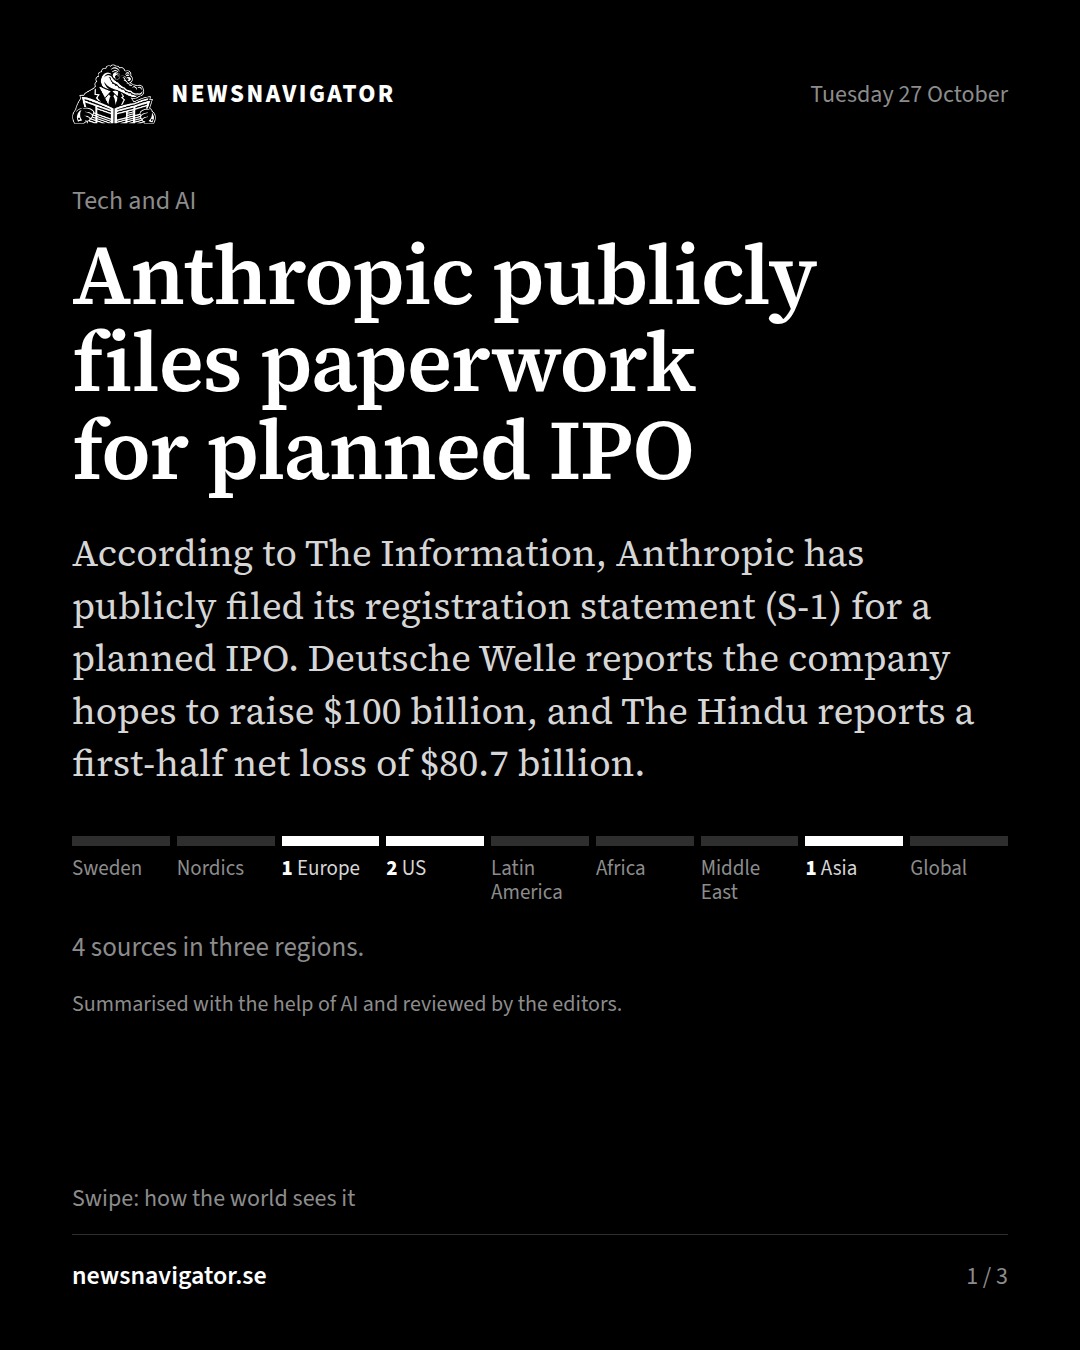 NEWSNAVIGATOR
Tuesday 27 October
Tech and AI
Anthropic publicly
files paperwork
for planned IPO
According to The Information, Anthropic has
publicly filed its registration statement (S-1) for a
planned IPO. Deutsche Welle reports the company
hopes to raise $100 billion, and The Hindu reports a
first-half net loss of $80.7 billion.
Sweden
Nordics
1 Europe
2 US
Latin
America
Africa
Middle
East
1 Asia
Global
4 sources in three regions.
Summarised with the help of AI and reviewed by the editors.
Swipe: how the world sees it
newsnavigator.se
1 / 3